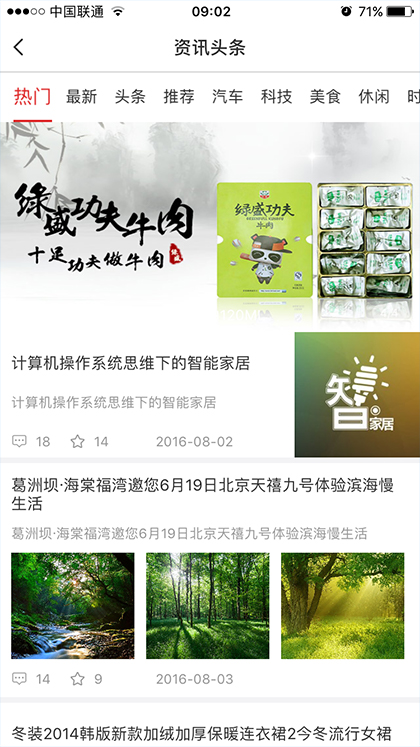 中国联通
09:02
71%
资讯头条
热门 最新 头条 推荐 汽车 科技 美食 休闲 时
绿盛功夫牛肉
十足功夫做牛肉
绿盛功夫
牛肉
计算机操作系统思维下的智能家居
计算机操作系统思维下的智能家居
智
家居
18 14 2016-08-02
葛洲坝·海棠福湾邀您6月19日北京天禧九号体验滨海慢
生活
葛洲坝·海棠福湾邀您6月19日北京天禧九号体验滨海慢生活
14 9 2016-08-03
冬装2014韩版新款加绒加厚保暖连衣裙2今冬流行女裙